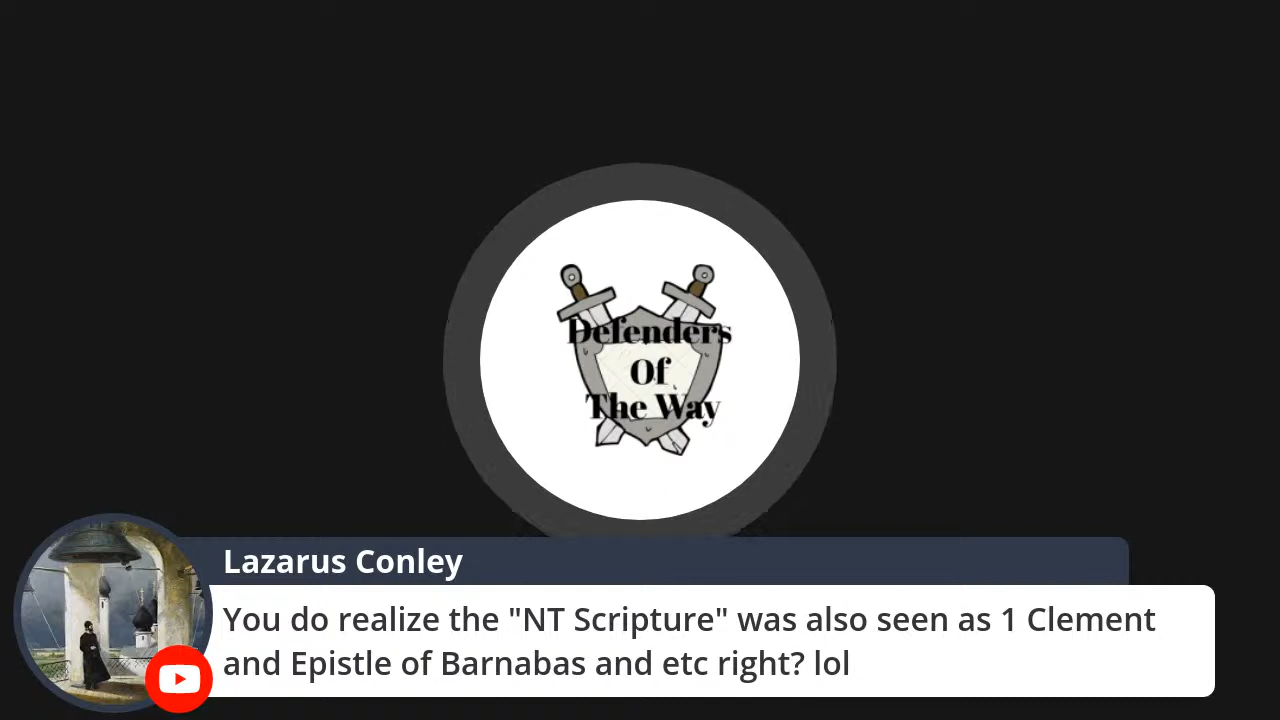 Defenders
Of
The Way
Lazarus Conley
You do realize the "NT Scripture" was also seen as 1 Clement
and Epistle of Barnabas and etc right? lol